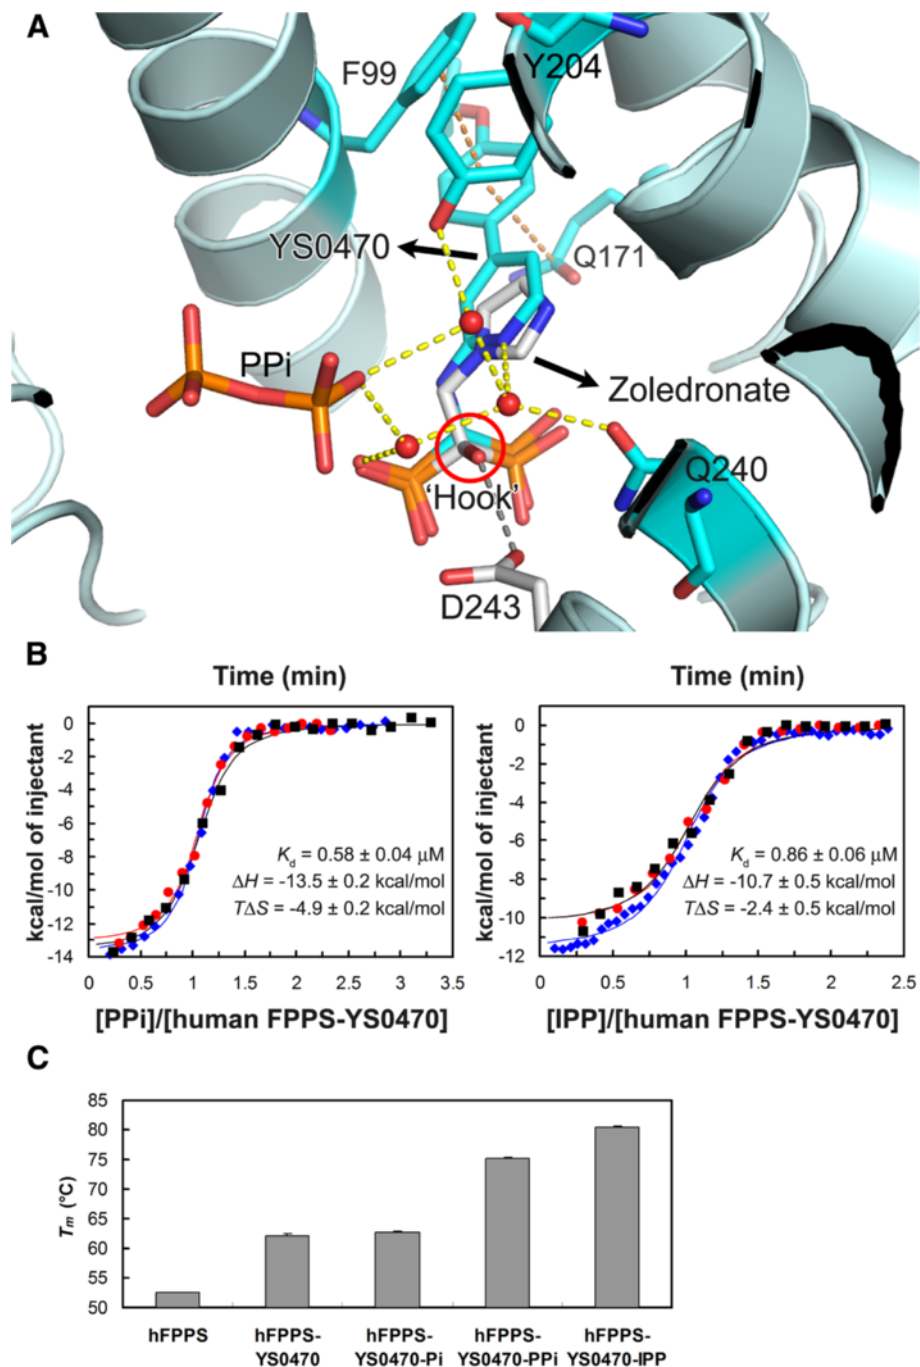 A
F99
Y204
YS0470
Q171
PPi
Zoledronate
Q240
'Hook'
D243
B
Time (min)
Time (min)
kcal/mol of injectant
0
-2
-4
-6
-8
-10
-12
-14
K_d = 0.58 ± 0.04 μM
ΔH = -13.5 ± 0.2 kcal/mol
TΔS = -4.9 ± 0.2 kcal/mol
0 0.5 1 1.5 2 2.5 3 3.5
[PPi]/[human FPPS-YS0470]
kcal/mol of injectant
0
-2
-4
-6
-8
-10
-12
K_d = 0.86 ± 0.06 μM
ΔH = -10.7 ± 0.5 kcal/mol
TΔS = -2.4 ± 0.5 kcal/mol
0 0.5 1 1.5 2 2.5
[IPP]/[human FPPS-YS0470]
C
T_m (°C)
85
80
75
70
65
60
55
50
hFPPS
hFPPS-
YS0470
hFPPS-
YS0470-Pi
hFPPS-
YS0470-PPi
hFPPS-
YS0470-IPP